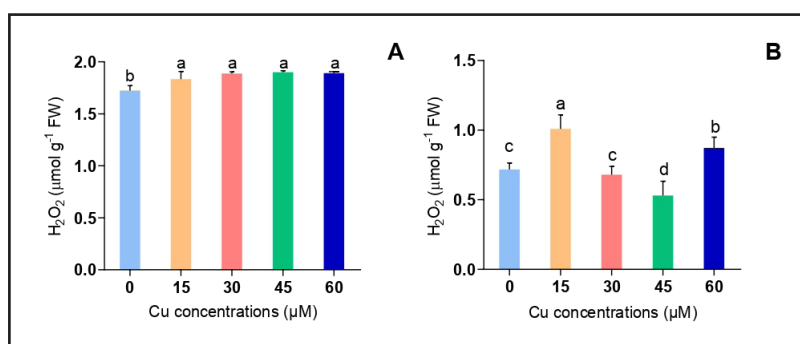 A
2.0
1.5
1.0
0.5
0.0
H₂O₂ (µmol g⁻¹ FW)
b a a a a
0 15 30 45 60
Cu concentrations (µM)
B
1.5
1.0
0.5
0.0
H₂O₂ (µmol g⁻¹ FW)
c a c d b
0 15 30 45 60
Cu concentrations (µM)